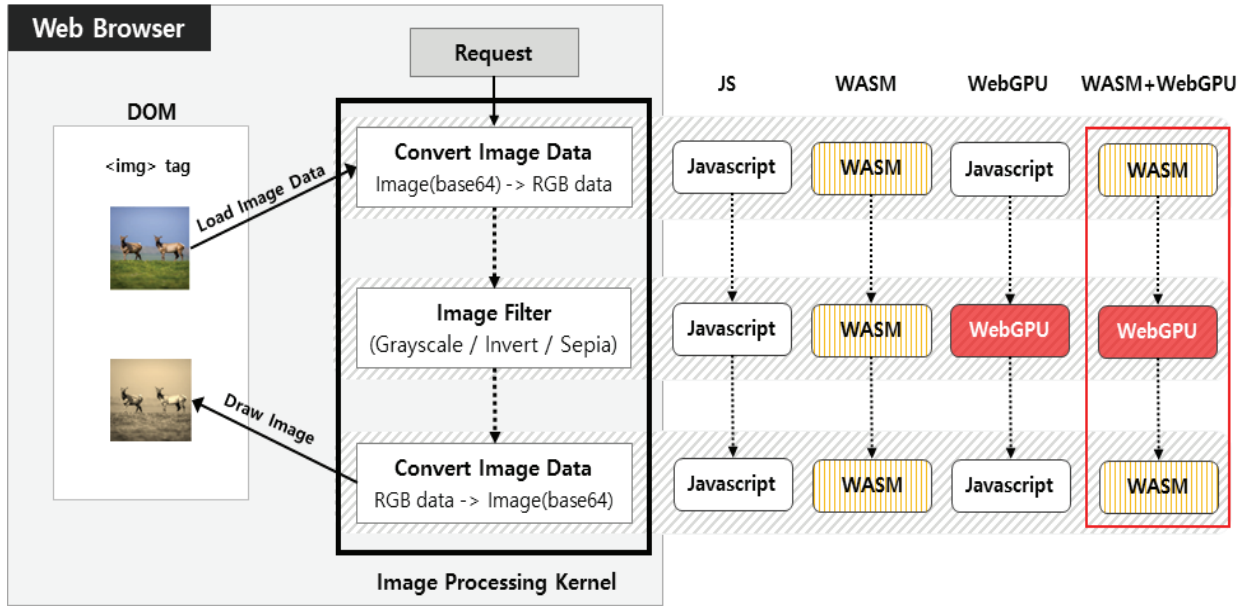 Web Browser
Request
DOM
<img> tag
Load Image Data
Draw Image
Convert Image Data
Image(base64) -> RGB data
Image Filter
(Grayscale / Invert / Sepia)
Convert Image Data
RGB data -> Image(base64)
Image Processing Kernel
JS WASM WebGPU WASM+WebGPU
Javascript WASM Javascript WASM
Javascript WASM WebGPU WebGPU
Javascript WASM Javascript WASM